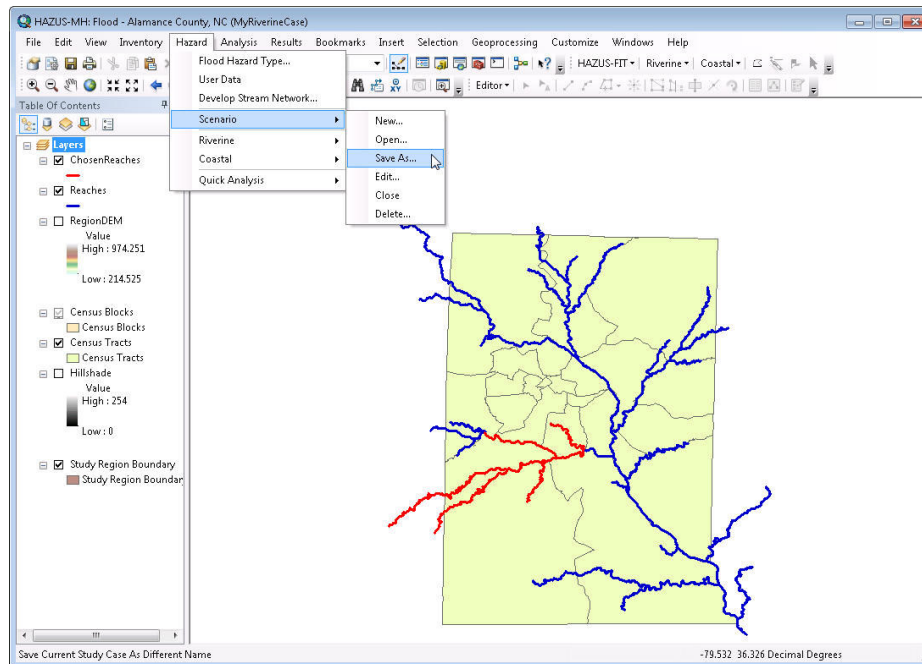 HAZUS-MH: Flood - Alamance County, NC (MyRiverineCase)
File Edit View Inventory Hazard Analysis Results Bookmarks Insert Selection Geoprocessing Customize Windows Help
HAZUS-FIT Riverine Coastal
Editor
Flood Hazard Type...
User Data
Develop Stream Network...
Scenario
Riverine
Coastal
Quick Analysis
New...
Open...
Save As...
Edit...
Close
Delete...
Table Of Contents
Layers
ChosenReaches
Reaches
RegionDEM
Value
High : 974.251
Low : 214.525
Census Blocks
Census Blocks
Census Tracts
Census Tracts
Hillshade
Value
High : 254
Low : 0
Study Region Boundary
Study Region Boundar
Save Current Study Case As Different Name
-79.532 36.326 Decimal Degrees